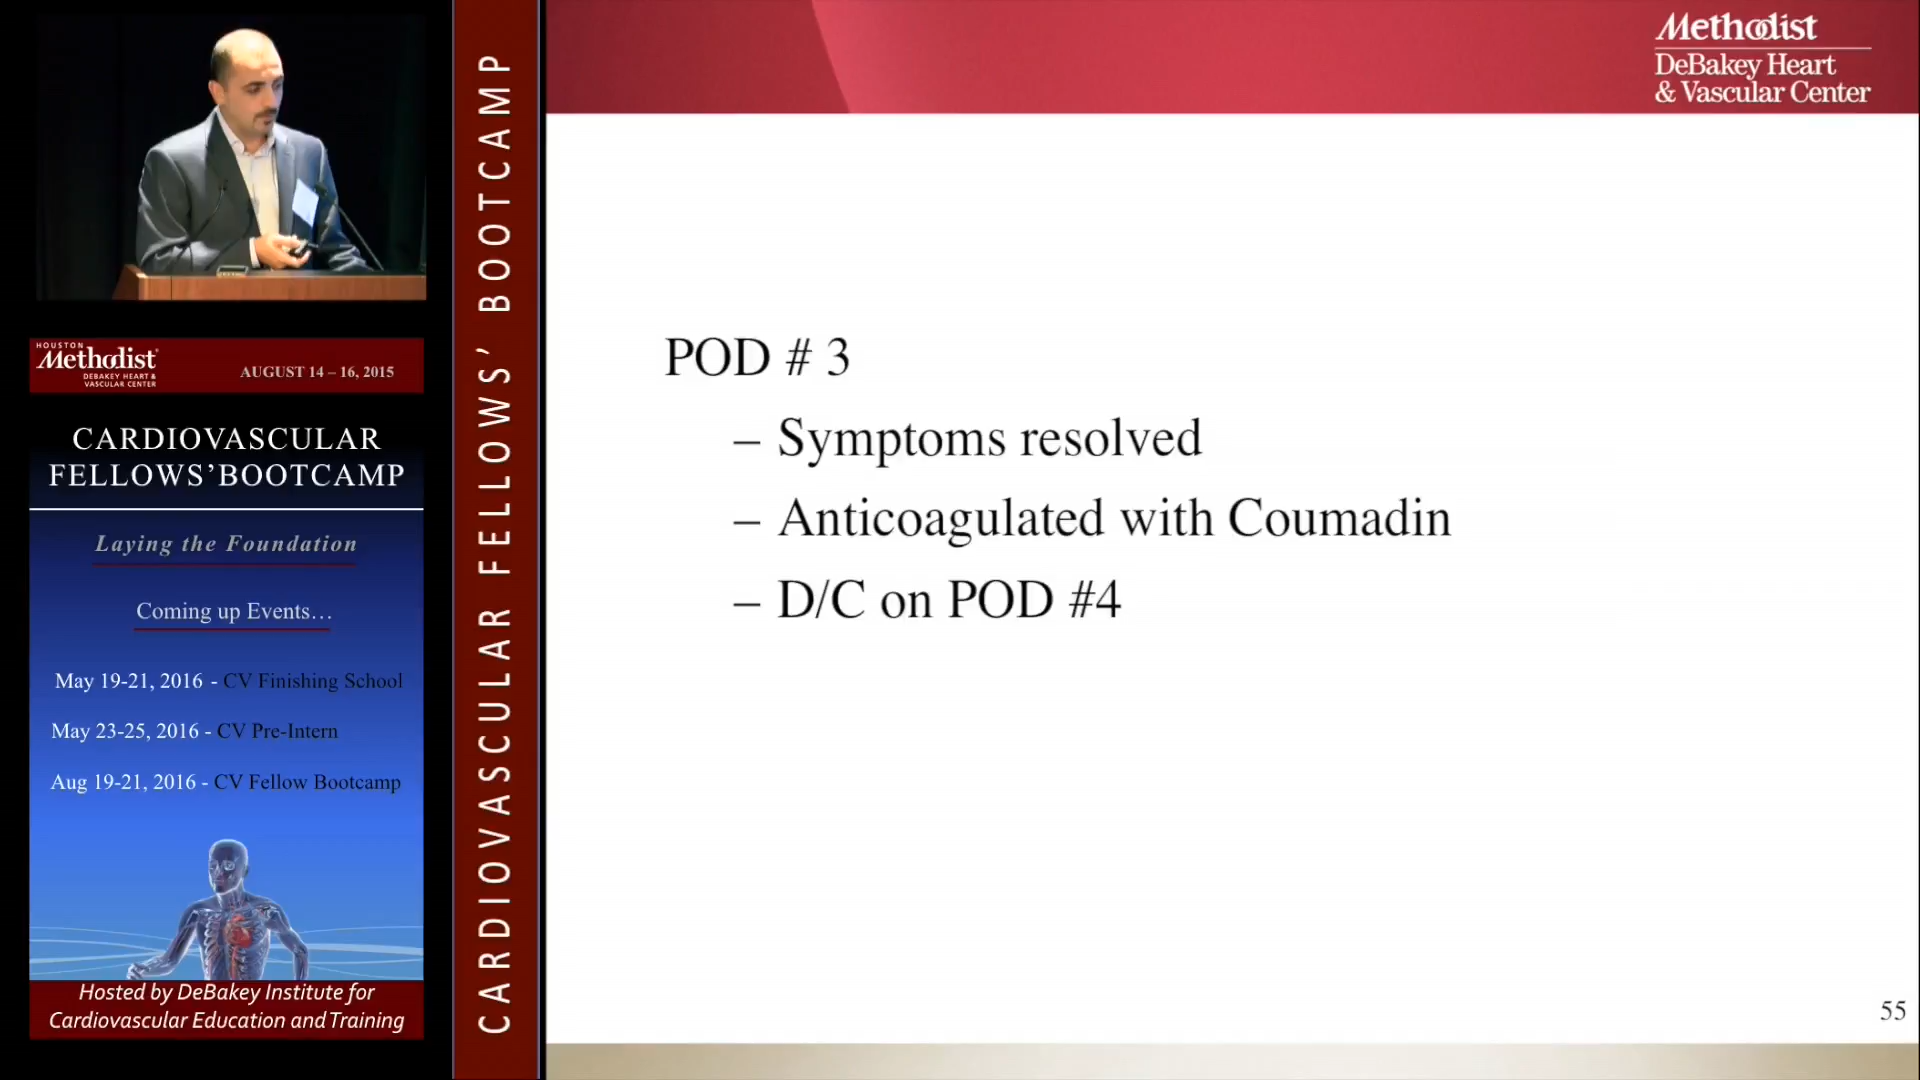 HOUSTON
Methodist
DEBAKEY HEART &
VASCULAR CENTER
AUGUST 14 – 16, 2015
CARDIOVASCULAR
FELLOWS’BOOTCAMP
Laying the Foundation
Coming up Events…
May 19-21, 2016 - CV Finishing School
May 23-25, 2016 - CV Pre-Intern
Aug 19-21, 2016 - CV Fellow Bootcamp
Hosted by DeBakey Institute for
Cardiovascular Education and Training
CARDIOVASCULAR FELLOWS’ BOOTCAMP
Methodist
DeBakey Heart
& Vascular Center
POD # 3
– Symptoms resolved
– Anticoagulated with Coumadin
– D/C on POD #4
55